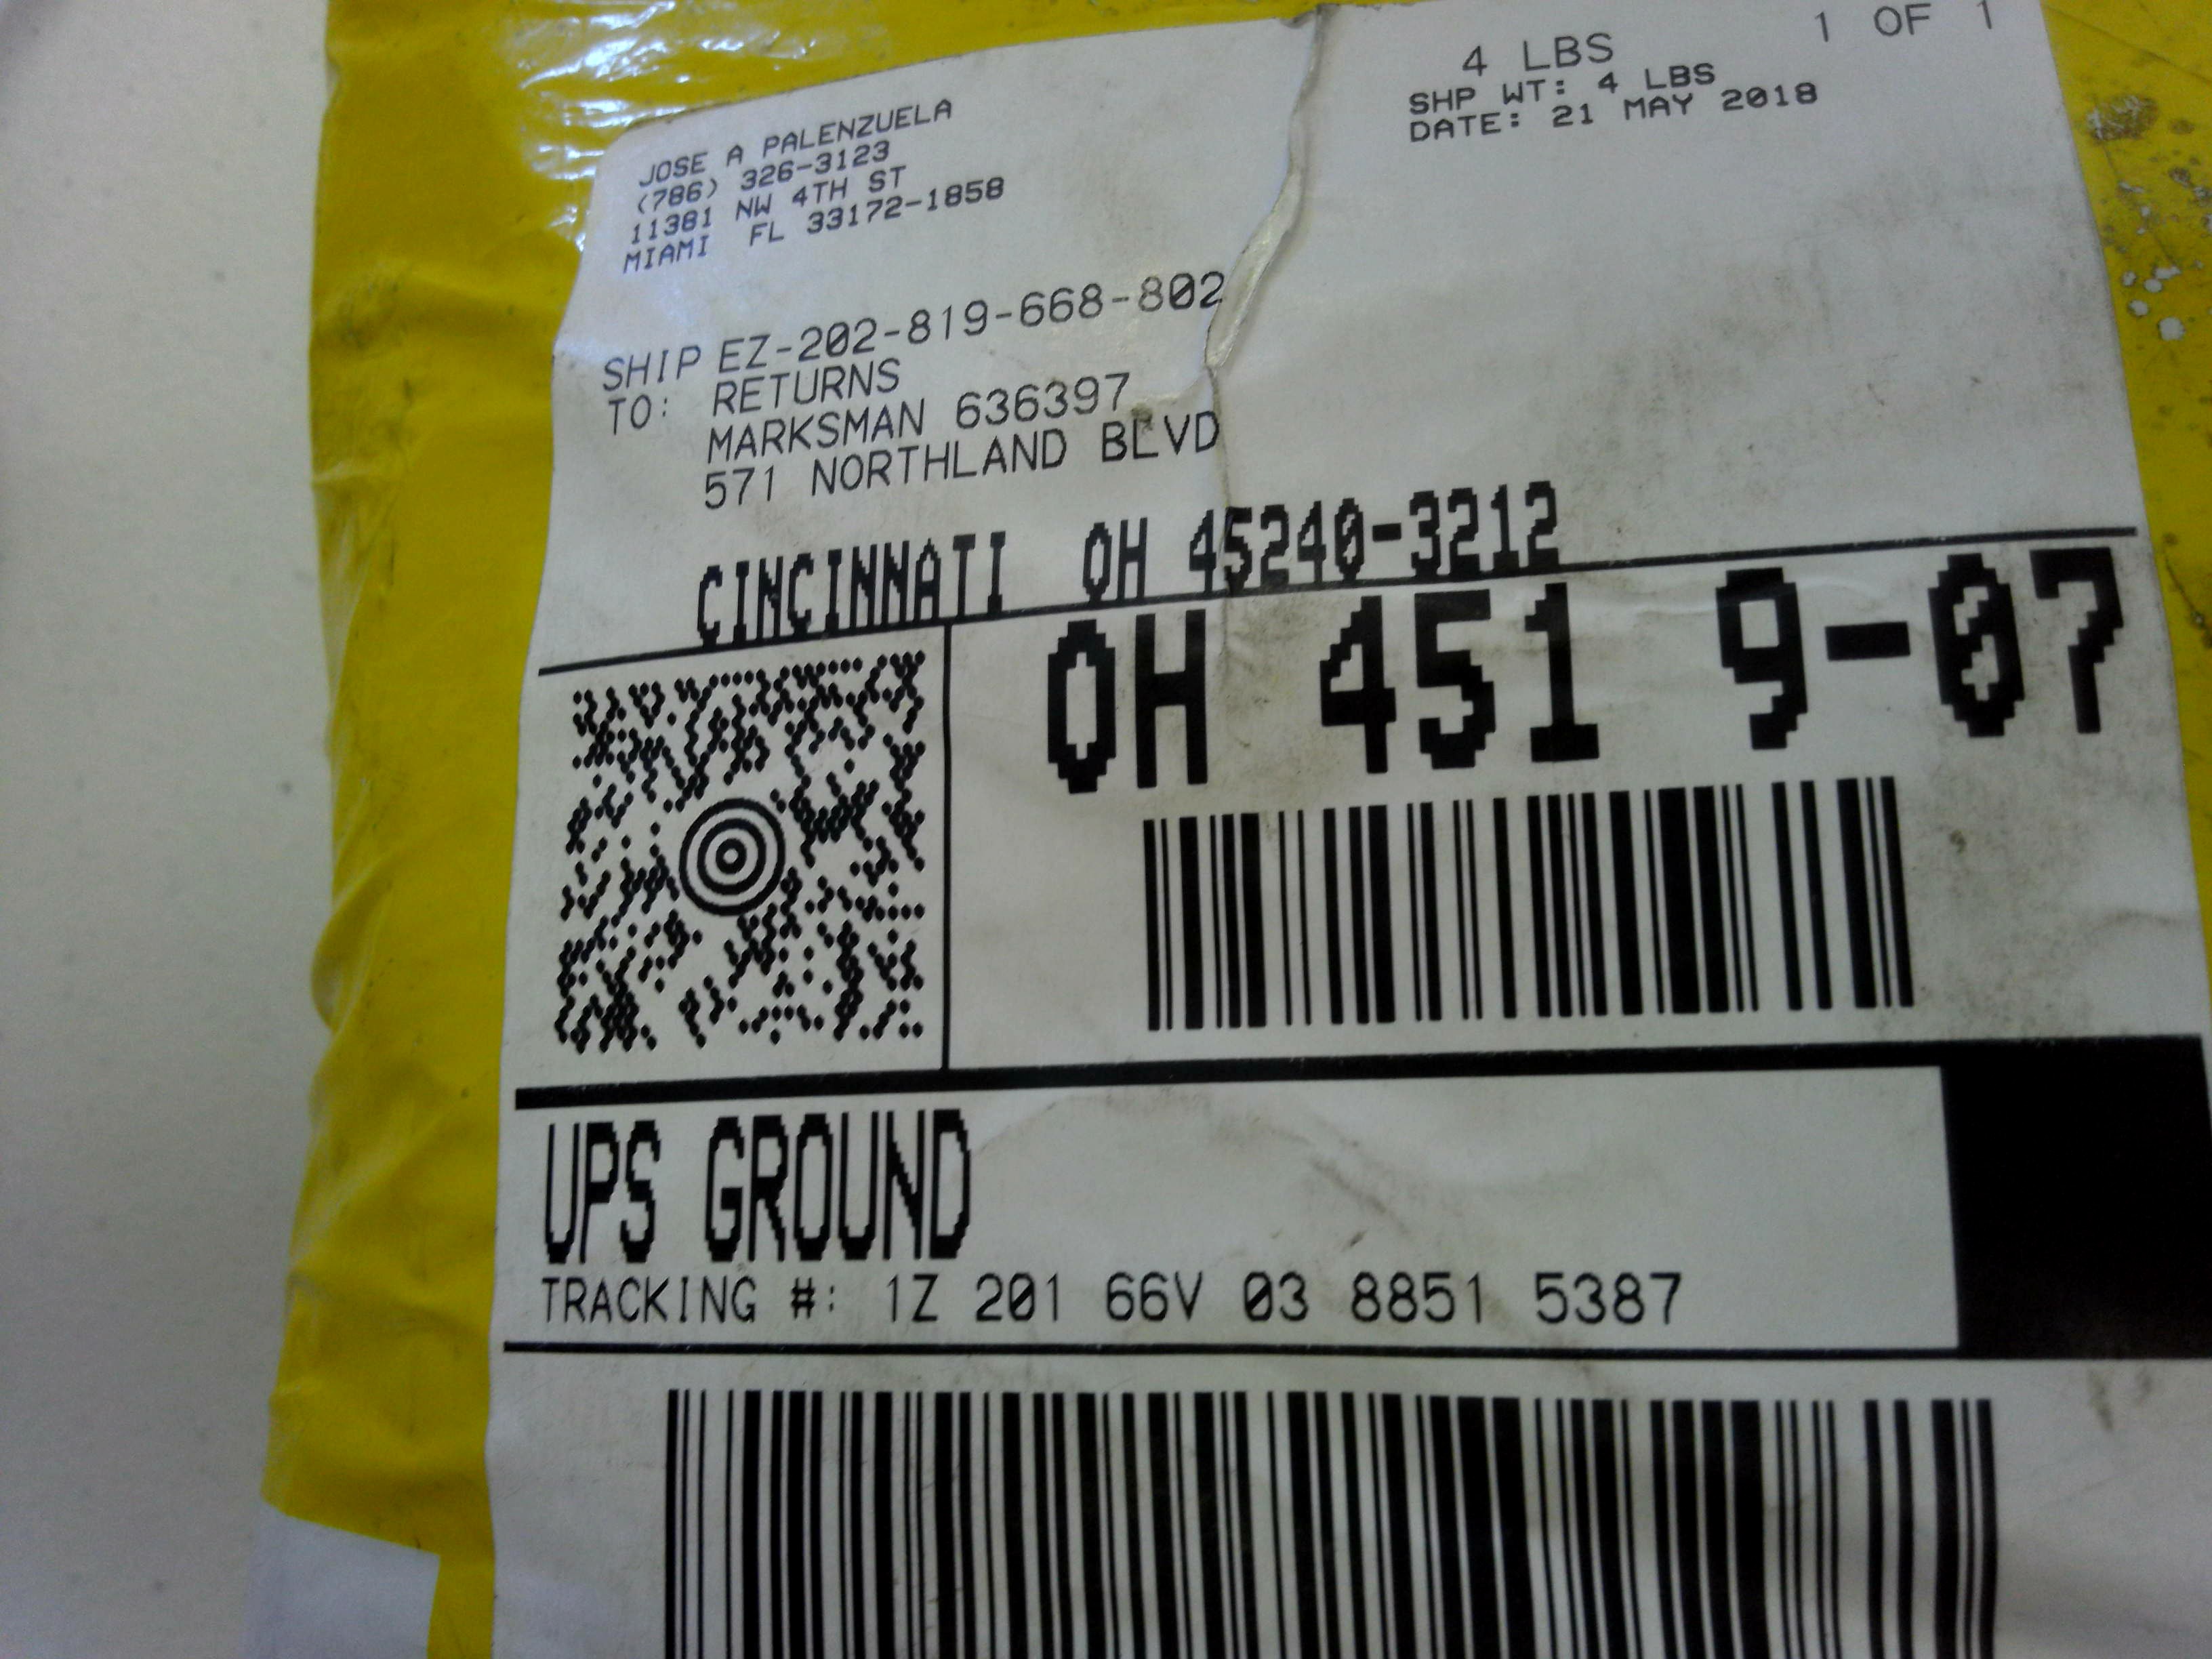 JOSE A PALENZUELA
(786) 326-3123
11381 NW 4TH ST
MIAMI FL 33172-1858
4 LBS 1 OF 1
SHP WT: 4 LBS
DATE: 21 MAY 2018
SHIP EZ-202-819-668-802
TO: RETURNS
MARKSMAN 636397
571 NORTHLAND BLVD
CINCINNATI OH 45240-3212
OH 451 9-07
UPS GROUND
TRACKING #: 1Z 201 66V 03 8851 5387